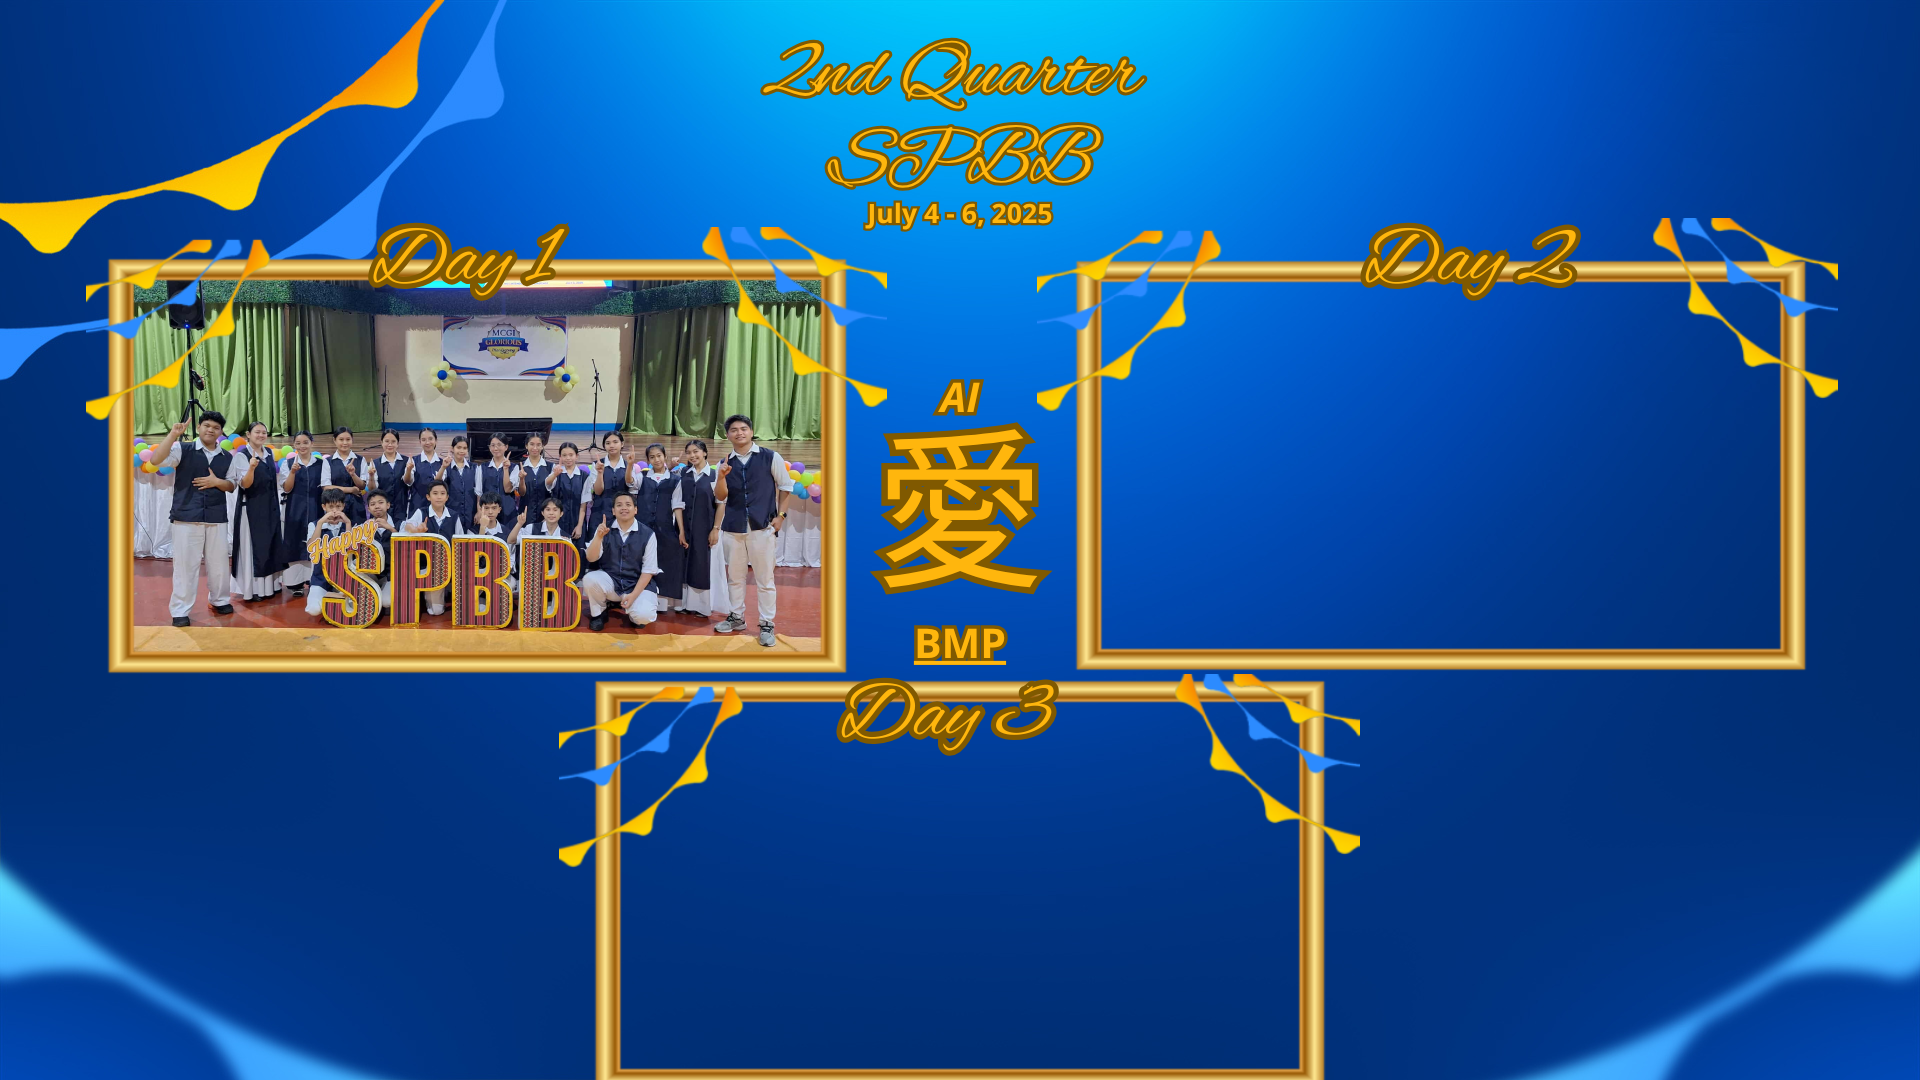 2nd Quarter
SPBB
July 4 - 6, 2025
Day 1
Day 2
MCGI
GLORIOUS
AI
愛
Happy
SPBB
BMP
Day 3